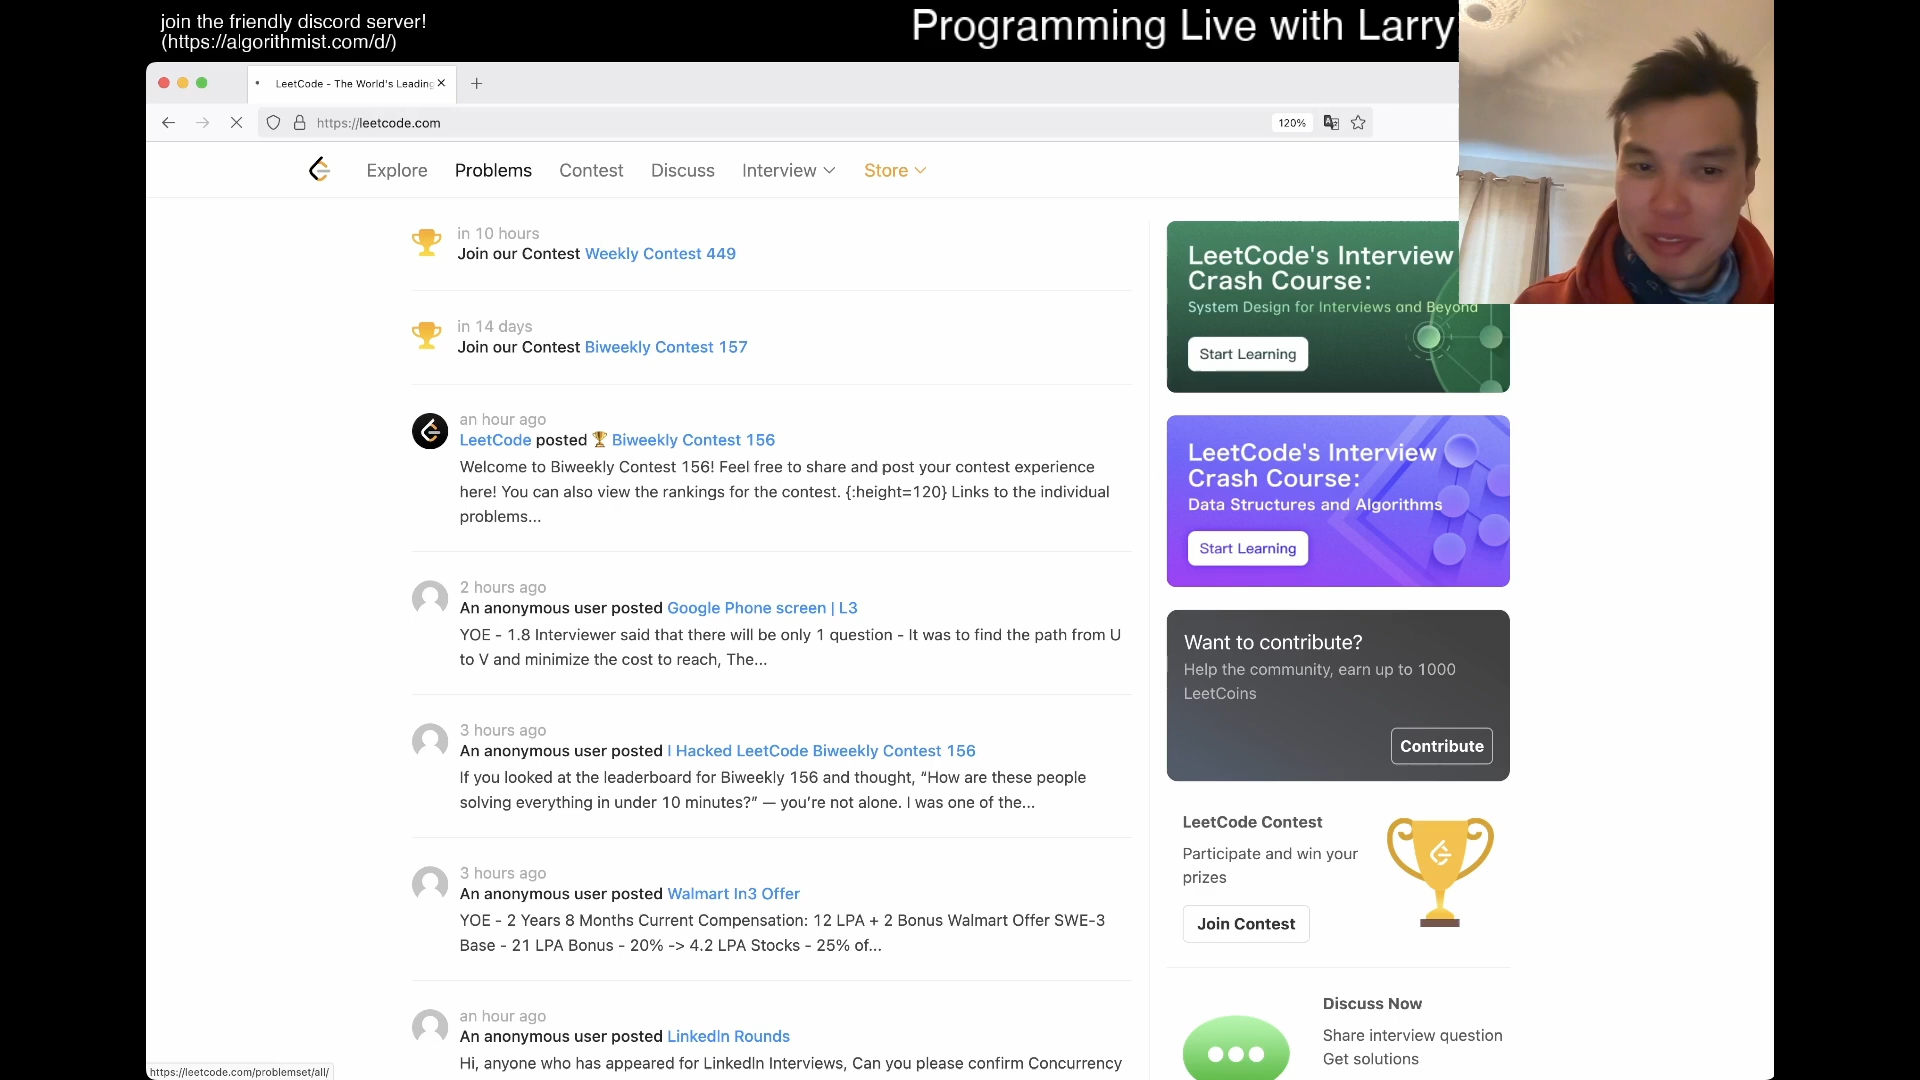 join the friendly discord server!
(https://algorithmist.com/d/)
Programming Live with Larry
LeetCode - The World's Leading
https://leetcode.com
120%
Explore
Problems
Contest
Discuss
Interview
Store
in 10 hours
Join our Contest Weekly Contest 449
in 14 days
Join our Contest Biweekly Contest 157
an hour ago
LeetCode posted 🏆 Biweekly Contest 156
Welcome to Biweekly Contest 156! Feel free to share and post your contest experience
here! You can also view the rankings for the contest. {:height=120} Links to the individual
problems...
2 hours ago
An anonymous user posted Google Phone screen | L3
YOE - 1.8 Interviewer said that there will be only 1 question - It was to find the path from U
to V and minimize the cost to reach, The...
3 hours ago
An anonymous user posted I Hacked LeetCode Biweekly Contest 156
If you looked at the leaderboard for Biweekly 156 and thought, “How are these people
solving everything in under 10 minutes?” — you’re not alone. I was one of the...
3 hours ago
An anonymous user posted Walmart In3 Offer
YOE - 2 Years 8 Months Current Compensation: 12 LPA + 2 Bonus Walmart Offer SWE-3
Base - 21 LPA Bonus - 20% -> 4.2 LPA Stocks - 25% of...
an hour ago
An anonymous user posted LinkedIn Rounds
Hi, anyone who has appeared for LinkedIn Interviews, Can you please confirm Concurrency
LeetCode's Interview
Crash Course:
System Design for Interviews and Beyond
Start Learning
LeetCode's Interview
Crash Course:
Data Structures and Algorithms
Start Learning
Want to contribute?
Help the community, earn up to 1000
LeetCoins
Contribute
LeetCode Contest
Participate and win your
prizes
Join Contest
Discuss Now
Share interview question
Get solutions
https://leetcode.com/problemset/all/